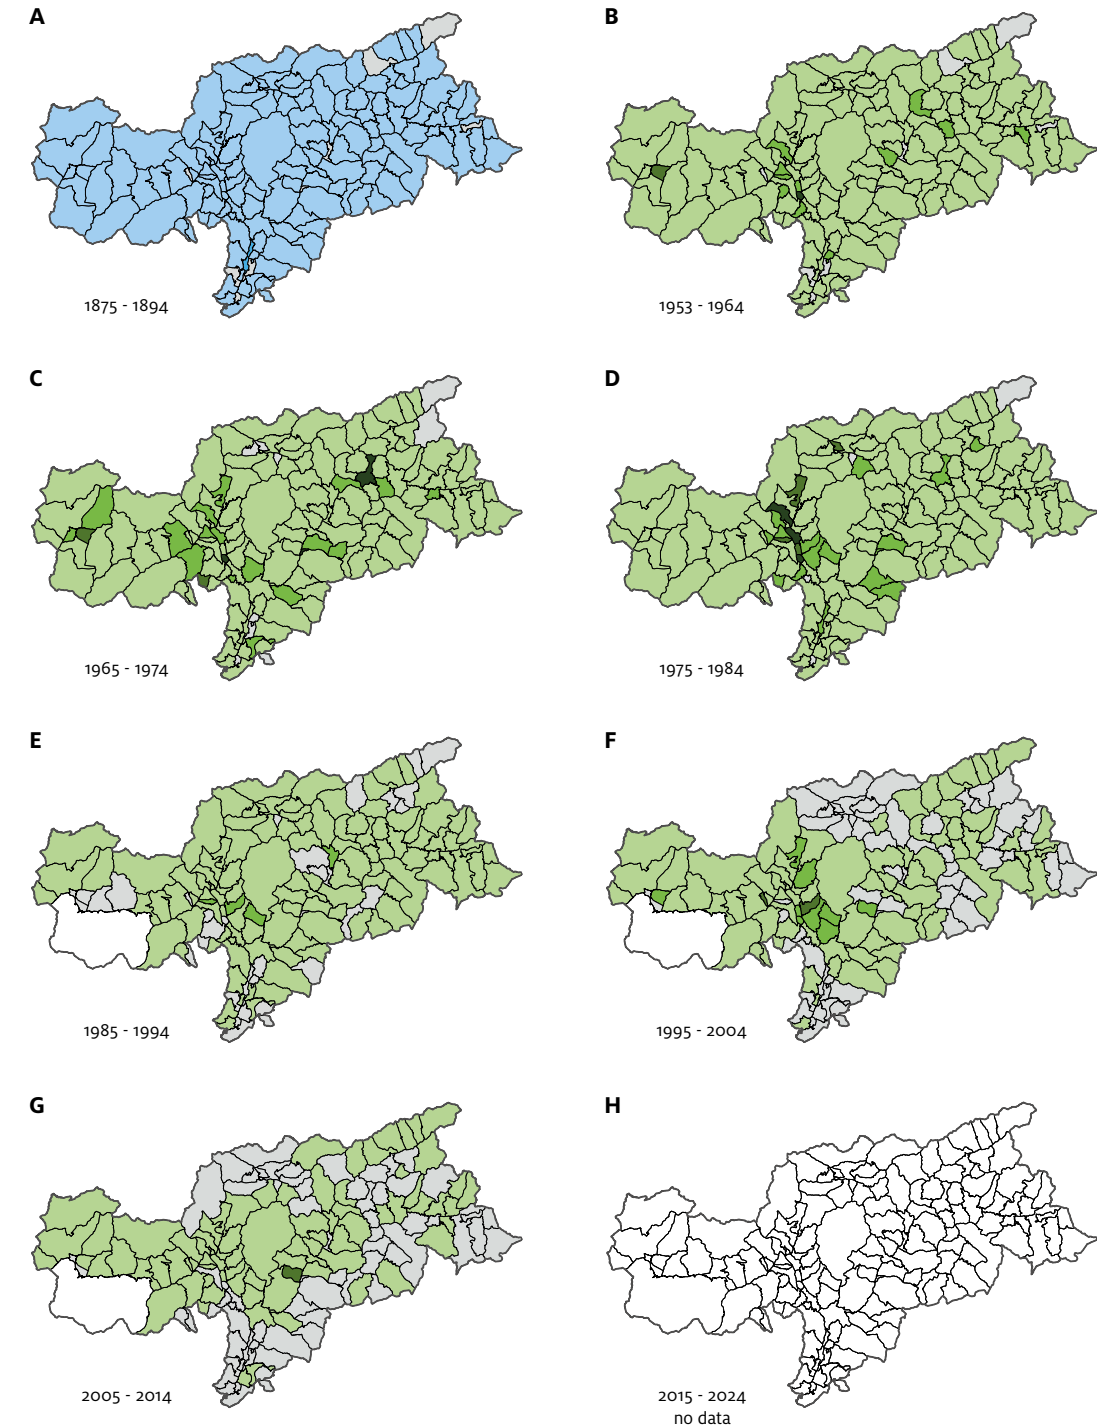 A
B
1875 - 1894
1953 - 1964
C
D
1965 - 1974
1975 - 1984
E
F
1985 - 1994
1995 - 2004
G
H
2005 - 2014
2015 - 2024
no data